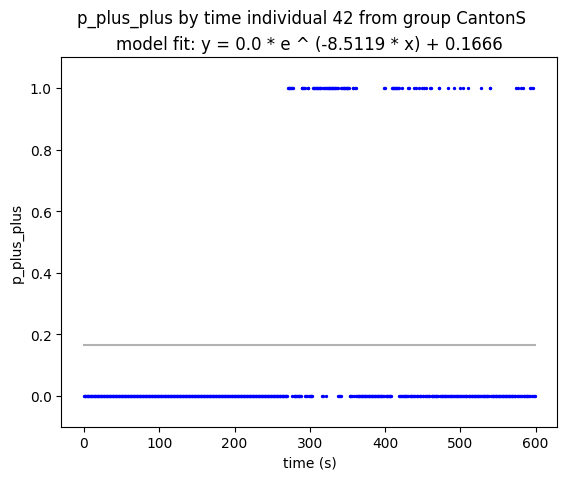 p_plus_plus by time individual 42 from group CantonS
model fit: y = 0.0 * e ^ (-8.5119 * x) + 0.1666
1.0
0.8
0.6
0.4
0.2
0.0
p_plus_plus
0 100 200 300 400 500 600
time (s)